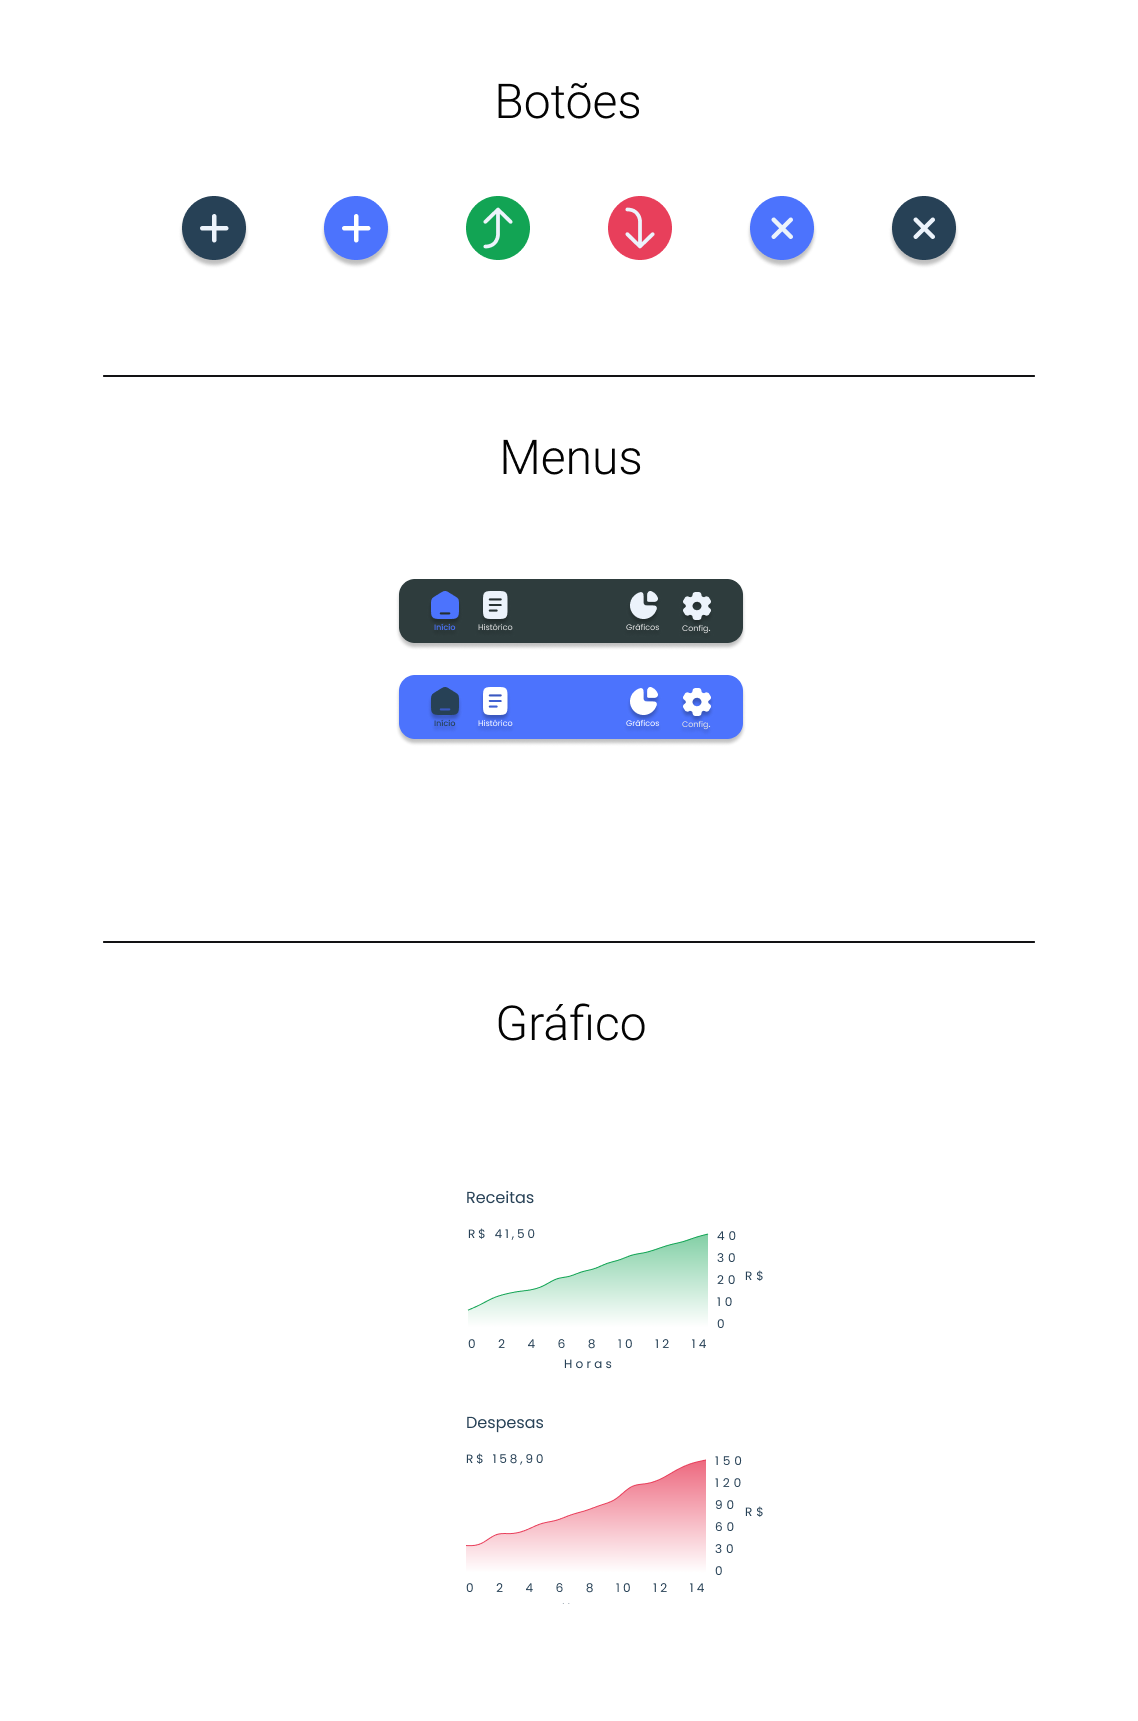 Botões
Menus
Início Histórico Gráficos Config.
Início Histórico Gráficos Config.
Gráfico
Receitas
R$ 41,50
40
30
20 R$
10
0
0 2 4 6 8 10 12 14
Horas
Despesas
R$ 158,90
150
120
90 R$
60
30
0
0 2 4 6 8 10 12 14